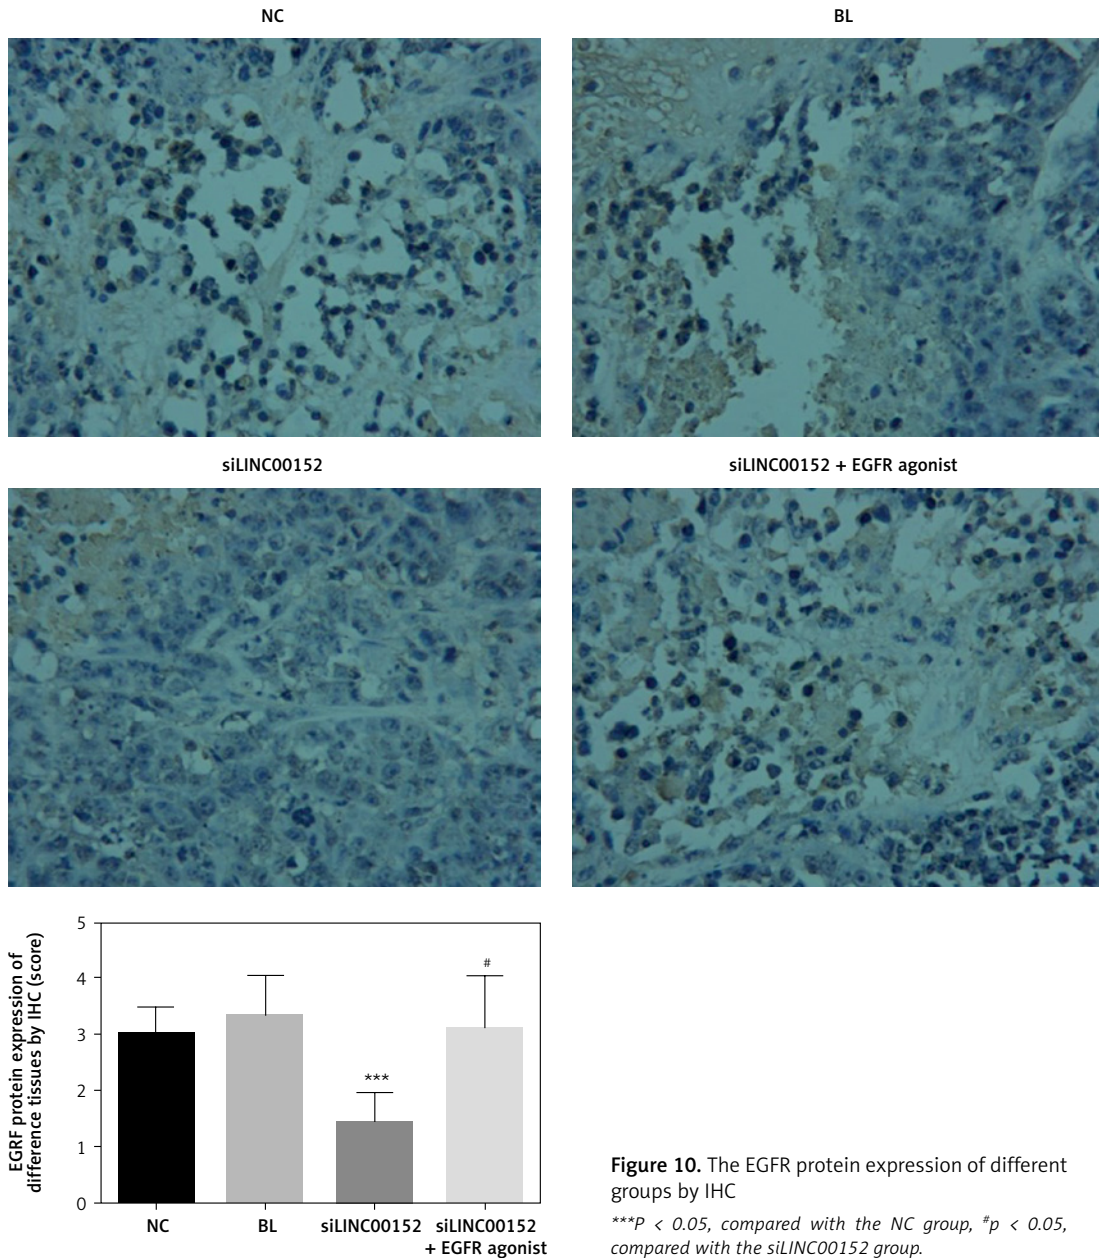 NC
BL
siLINC00152
siLINC00152 + EGFR agonist
EGRF protein expression of
difference tissues by IHC (score)
5
4
3
2
1
0
***
#
NC
BL
siLINC00152
siLINC00152
+ EGFR agonist
Figure 10. The EGFR protein expression of different
groups by IHC
***P < 0.05, compared with the NC group, #p < 0.05,
compared with the siLINC00152 group.